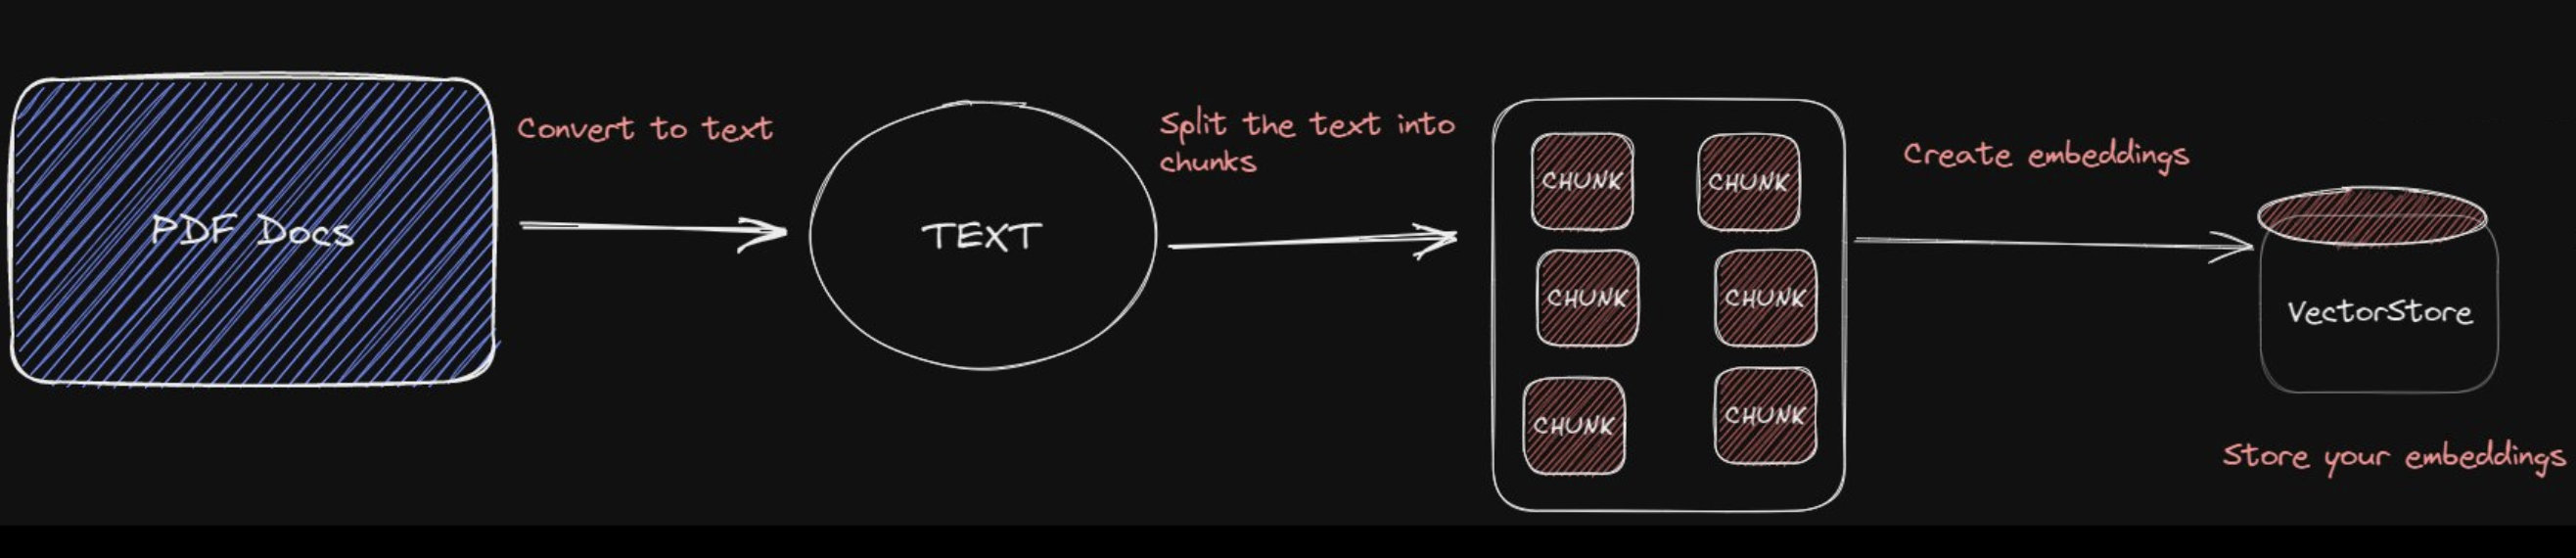 PDF Docs
Convert to text
TEXT
Split the text into
chunks
CHUNK
CHUNK
CHUNK
CHUNK
CHUNK
CHUNK
Create embeddings
VectorStore
Store your embeddings